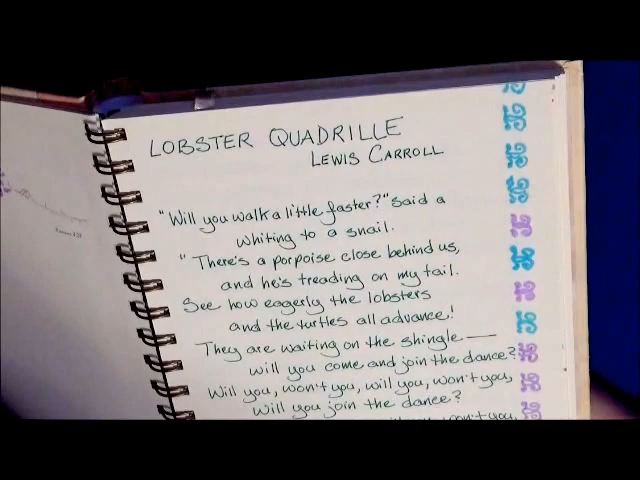 LOBSTER QUADRILLE
LEWIS CARROLL
"Will you walk a little faster?" said a
whiting to a snail.
"There's a porpoise close behind us,
and he's treading on my tail.
See how eagerly the lobsters
and the turtles all advance!
They are waiting on the shingle—
will you come and join the dance?
Will you, won't you, will you, won't you,
Will you join the dance?
won't you,